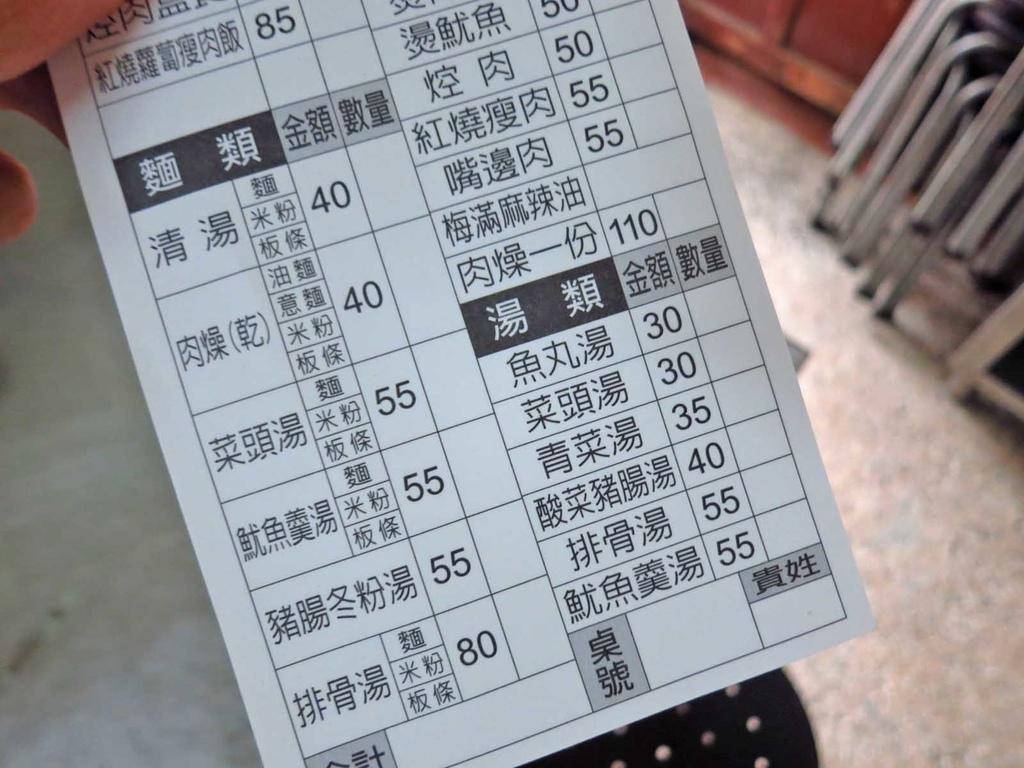 紅燒蘿蔔瘦肉飯 85
麵類 金額 數量
清湯 麵 米粉 板條 40
肉燥(乾) 油麵 意麵 米粉 板條 40
菜頭湯 麵 米粉 板條 55
魷魚羹湯 麵 米粉 板條 55
豬腸冬粉湯 55
排骨湯 麵 米粉 板條 80
合計
燙魷魚 50
焢肉 50
紅燒瘦肉 55
嘴邊肉 55
梅滿麻辣油
肉燥一份 110
湯類 金額 數量
魚丸湯 30
菜頭湯 30
青菜湯 35
酸菜豬腸湯 40
排骨湯 55
魷魚羹湯 55
桌號
貴姓